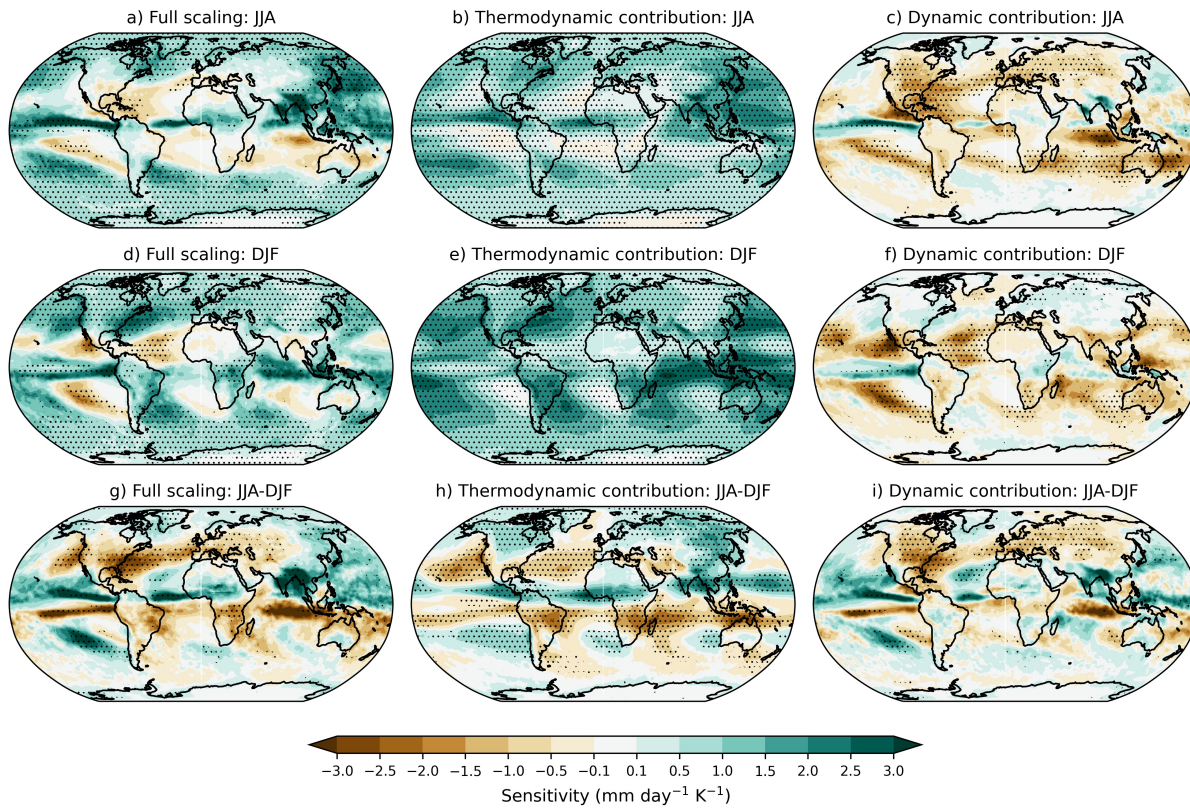 a) Full scaling: JJA
b) Thermodynamic contribution: JJA
c) Dynamic contribution: JJA
d) Full scaling: DJF
e) Thermodynamic contribution: DJF
f) Dynamic contribution: DJF
g) Full scaling: JJA-DJF
h) Thermodynamic contribution: JJA-DJF
i) Dynamic contribution: JJA-DJF
−3.0 −2.5 −2.0 −1.5 −1.0 −0.5 −0.1 0.1 0.5 1.0 1.5 2.0 2.5 3.0
Sensitivity (mm day⁻¹ K⁻¹)